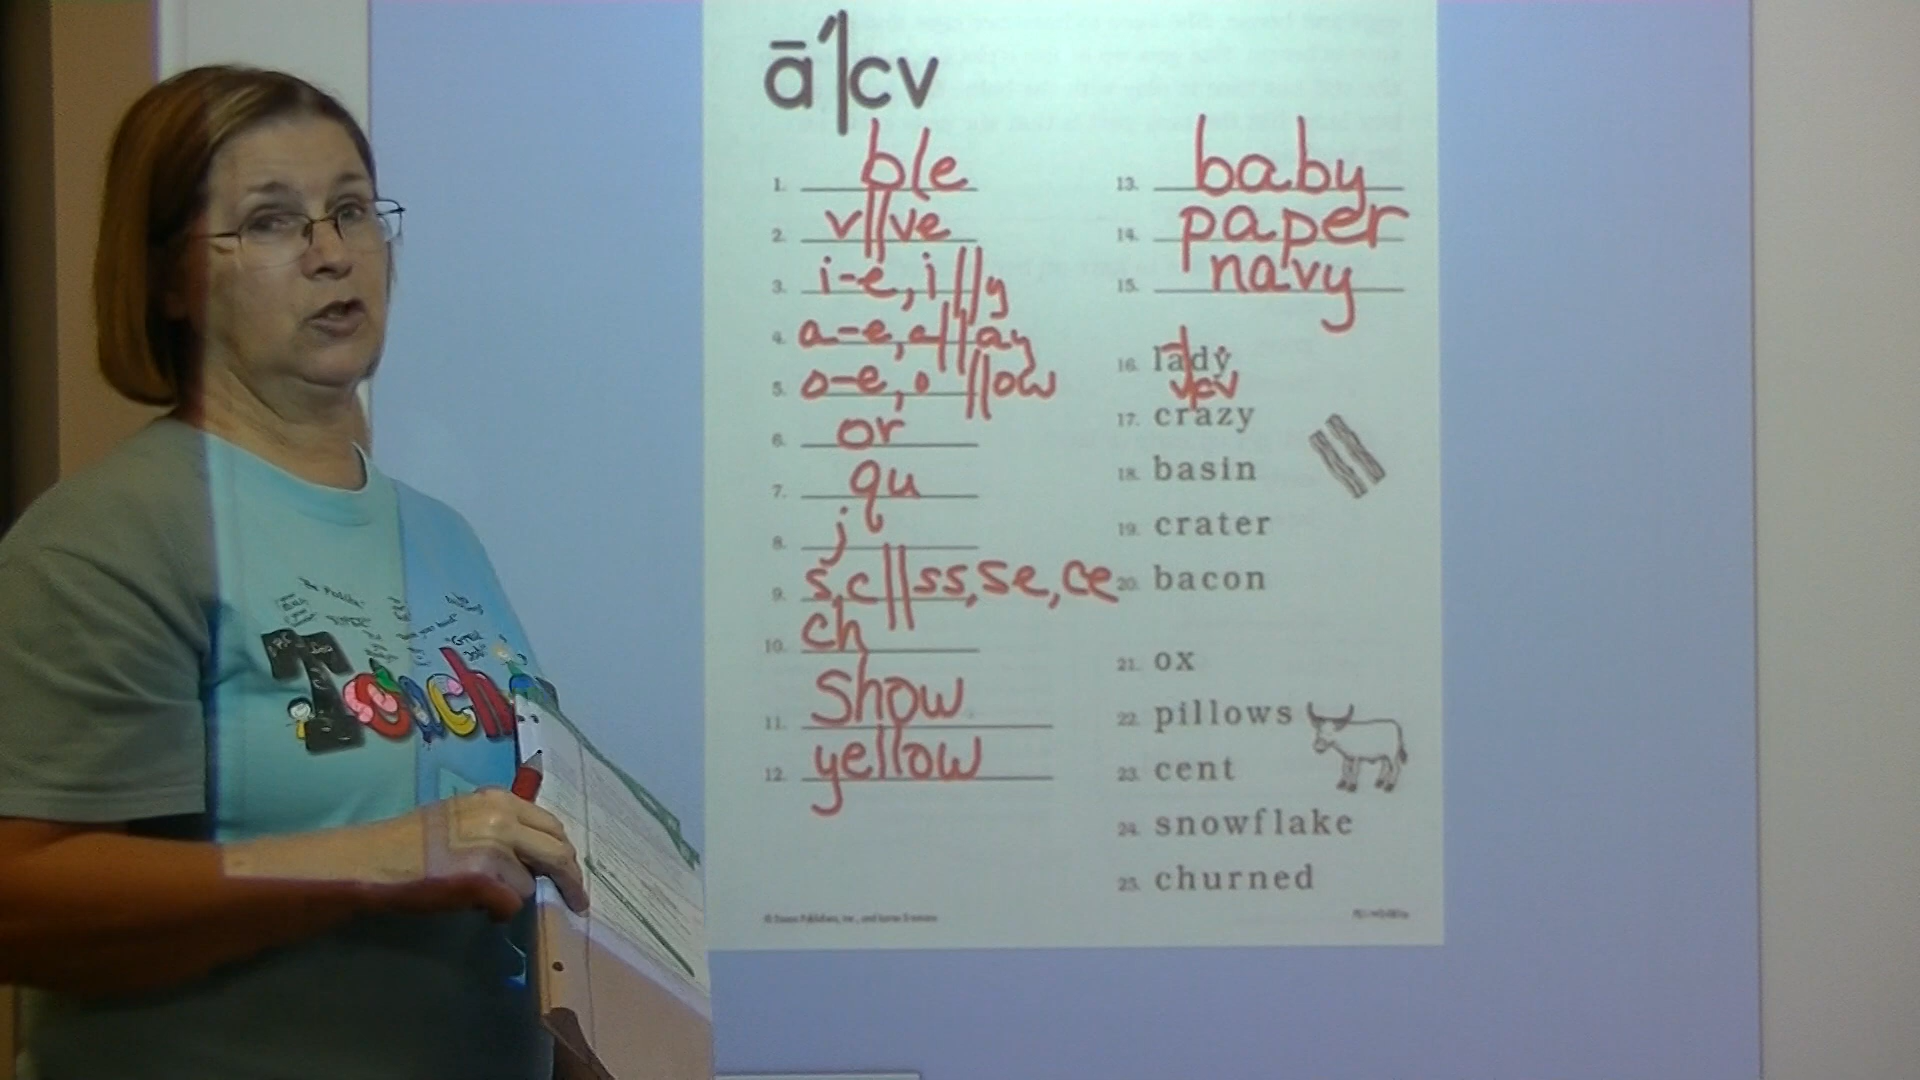 ā́|cv
1. ble
2. v||ve
3. i-e, i||y
4. a-e, a||ay
5. o-e, o||ow
6. or
7. qu
8. j
9. s,c||ss,se,ce
10. ch
11. Show
12. yellow
13. baby
14. paper
15. navy
16. lady
v|cv
17. crazy
18. basin
19. crater
20. bacon
21. ox
22. pillows
23. cent
24. snowflake
25. churned
Teach